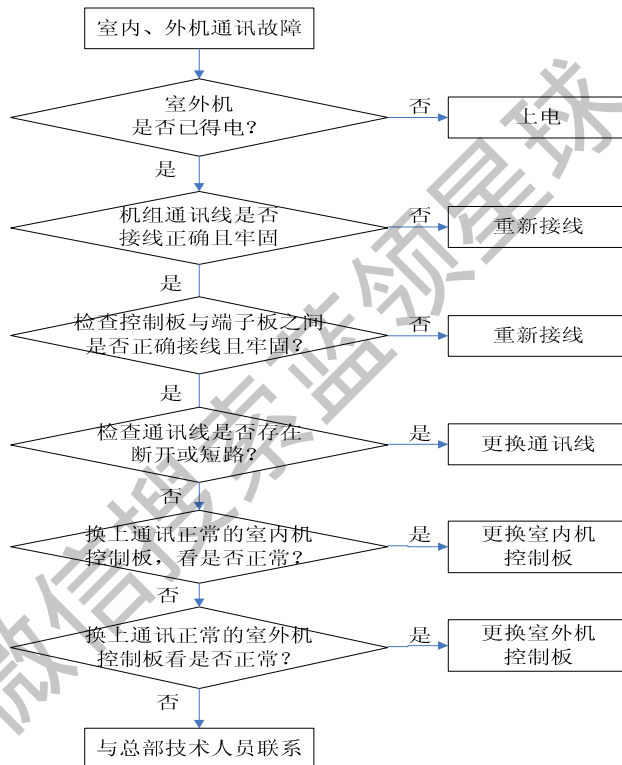 室内、外机通讯故障
室外机
是否已得电？
否
上电
是
机组通讯线是否
接线正确且牢固
否
重新接线
是
检查控制板与端子板之间
是否正确接线且牢固？
否
重新接线
是
检查通讯线是否存在
断开或短路？
是
更换通讯线
否
换上通讯正常的室内机
控制板，看是否正常？
是
更换室内机
控制板
否
换上通讯正常的室外机
控制板看是否正常？
是
更换室外机
控制板
否
与总部技术人员联系
微信搜索蓝领星球